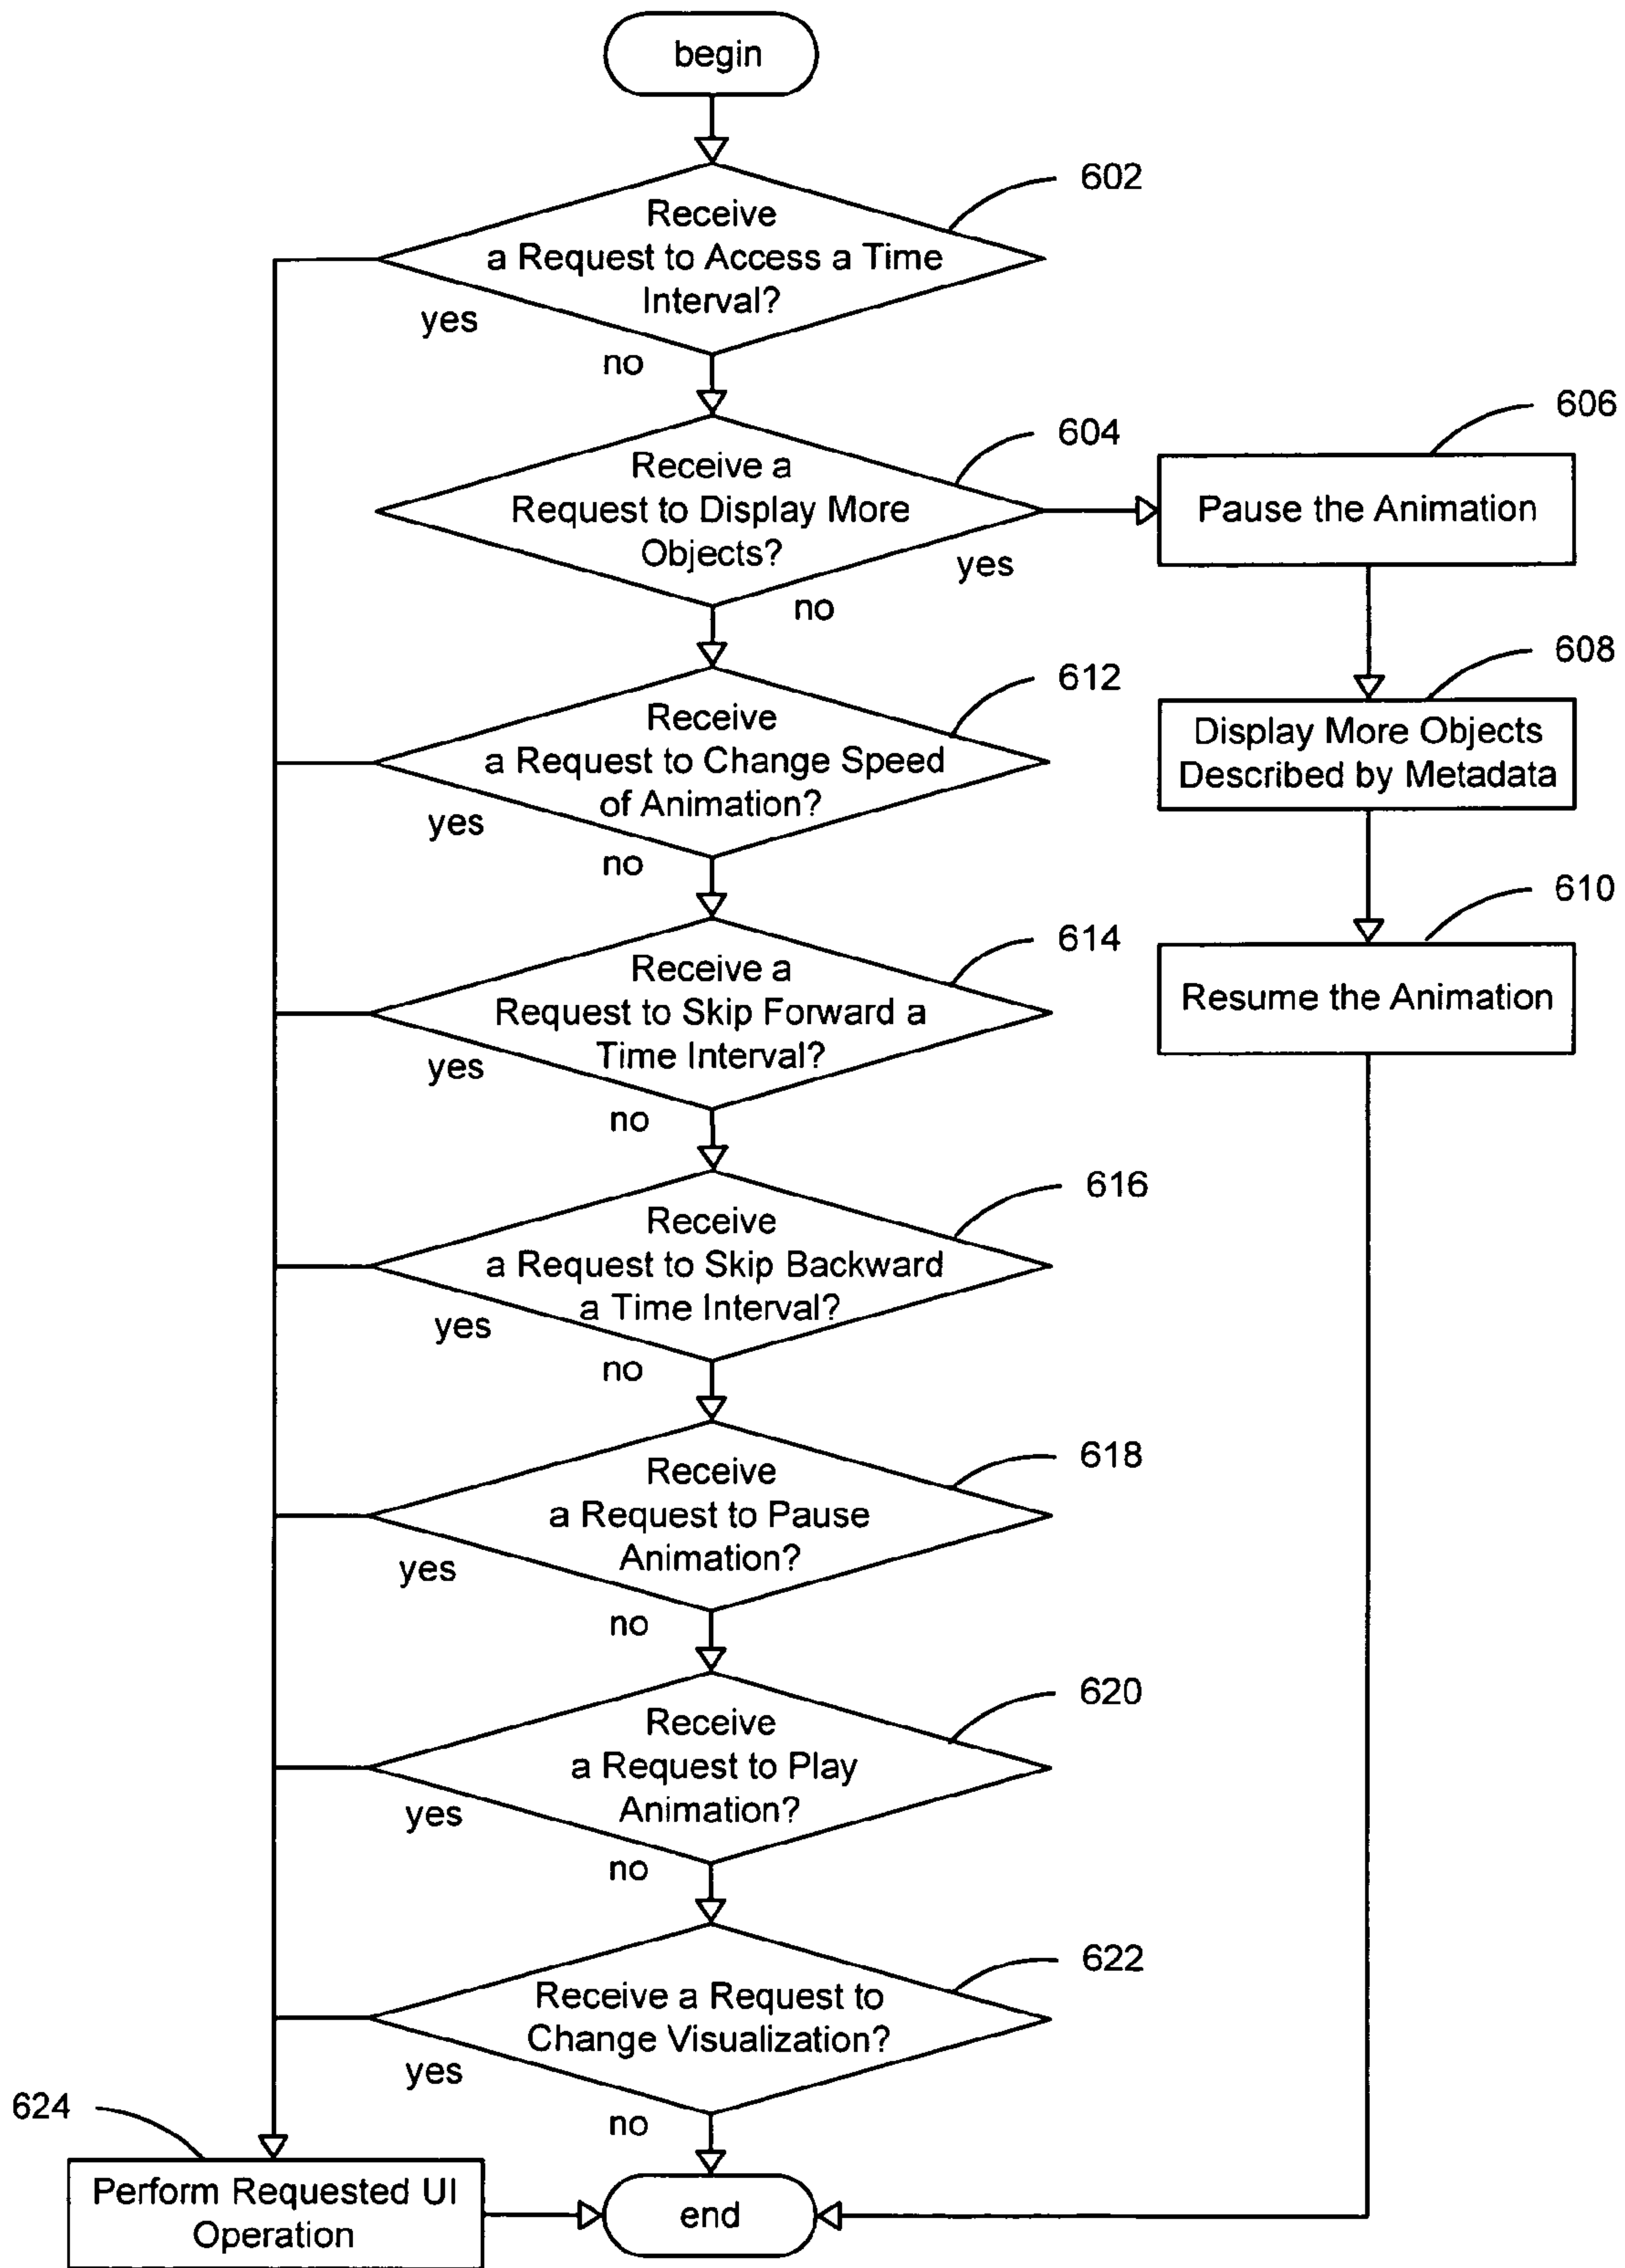 begin
602
Receive
a Request to Access a Time
Interval?
yes
no
606
604
Receive a
Request to Display More
Objects?
Pause the Animation
yes
no
608
612
Receive
a Request to Change Speed
of Animation?
Display More Objects
Described by Metadata
yes
no
610
614
Receive a
Request to Skip Forward a
Time Interval?
Resume the Animation
yes
no
616
Receive
a Request to Skip Backward
a Time Interval?
yes
no
618
Receive
a Request to Pause
Animation?
yes
no
620
Receive
a Request to Play
Animation?
yes
no
622
Receive a Request to
Change Visualization?
yes
624
no
Perform Requested UI
Operation
end